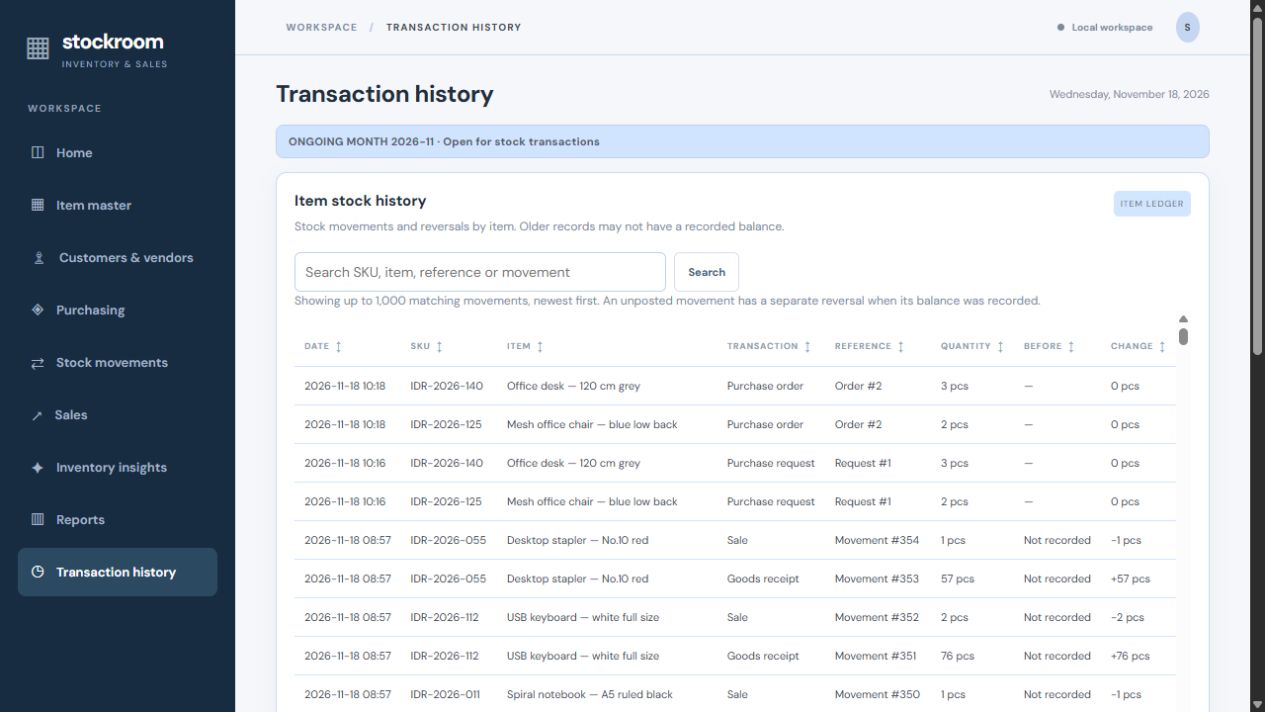 stockroom
INVENTORY & SALES
WORKSPACE
Home
Item master
Customers & vendors
Purchasing
Stock movements
Sales
Inventory insights
Reports
Transaction history
WORKSPACE / TRANSACTION HISTORY
Local workspace
S
Transaction history
Wednesday, November 18, 2026
ONGOING MONTH 2026-11 · Open for stock transactions
Item stock history
ITEM LEDGER
Stock movements and reversals by item. Older records may not have a recorded balance.
Search SKU, item, reference or movement
Search
Showing up to 1,000 matching movements, newest first. An unposted movement has a separate reversal when its balance was recorded.
DATE SKU ITEM TRANSACTION REFERENCE QUANTITY BEFORE CHANGE
2026-11-18 10:18 IDR-2026-140 Office desk — 120 cm grey Purchase order Order #2 3 pcs — 0 pcs
2026-11-18 10:18 IDR-2026-125 Mesh office chair — blue low back Purchase order Order #2 2 pcs — 0 pcs
2026-11-18 10:16 IDR-2026-140 Office desk — 120 cm grey Purchase request Request #1 3 pcs — 0 pcs
2026-11-18 10:16 IDR-2026-125 Mesh office chair — blue low back Purchase request Request #1 2 pcs — 0 pcs
2026-11-18 08:57 IDR-2026-055 Desktop stapler — No.10 red Sale Movement #354 1 pcs Not recorded -1 pcs
2026-11-18 08:57 IDR-2026-055 Desktop stapler — No.10 red Goods receipt Movement #353 57 pcs Not recorded +57 pcs
2026-11-18 08:57 IDR-2026-112 USB keyboard — white full size Sale Movement #352 2 pcs Not recorded -2 pcs
2026-11-18 08:57 IDR-2026-112 USB keyboard — white full size Goods receipt Movement #351 76 pcs Not recorded +76 pcs
2026-11-18 08:57 IDR-2026-011 Spiral notebook — A5 ruled black Sale Movement #350 1 pcs Not recorded -1 pcs